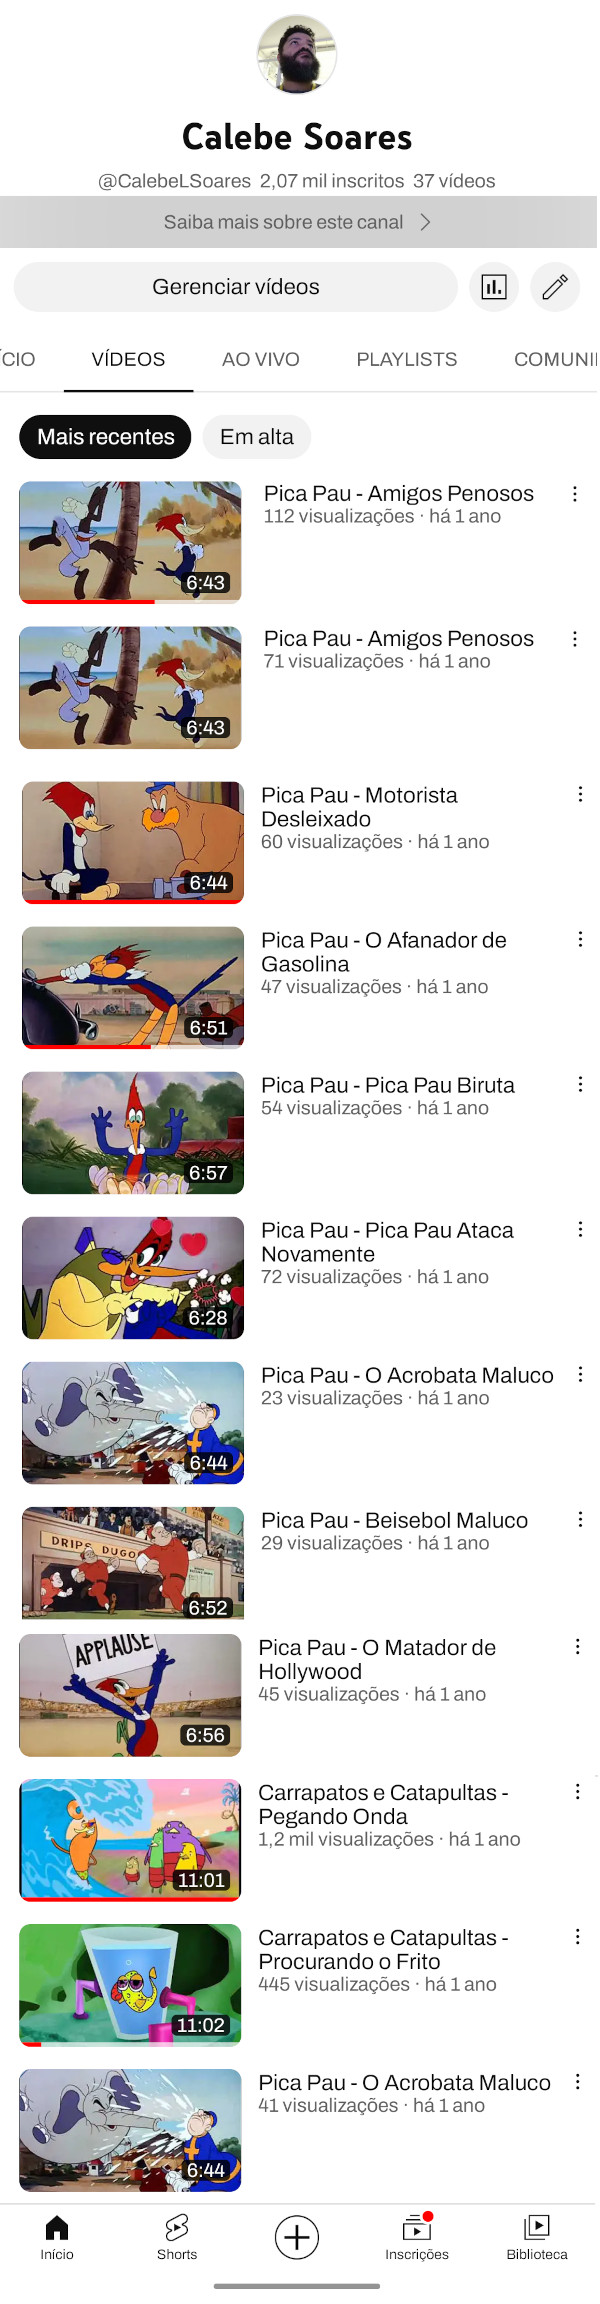 Calebe Soares
@CalebeLSoares 2,07 mil inscritos 37 vídeos
Saiba mais sobre este canal
Gerenciar vídeos
ÍCIO VÍDEOS AO VIVO PLAYLISTS COMUNI
Mais recentes Em alta
Pica Pau - Amigos Penosos
112 visualizações · há 1 ano
6:43
Pica Pau - Amigos Penosos
71 visualizações · há 1 ano
6:43
Pica Pau - Motorista
Desleixado
60 visualizações · há 1 ano
6:44
Pica Pau - O Afanador de
Gasolina
47 visualizações · há 1 ano
6:51
Pica Pau - Pica Pau Biruta
54 visualizações · há 1 ano
6:57
Pica Pau - Pica Pau Ataca
Novamente
72 visualizações · há 1 ano
6:28
Pica Pau - O Acrobata Maluco
23 visualizações · há 1 ano
6:44
Pica Pau - Beisebol Maluco
29 visualizações · há 1 ano
DRIPS DUGO
6:52
Pica Pau - O Matador de
Hollywood
45 visualizações · há 1 ano
APPLAUSE
6:56
Carrapatos e Catapultas -
Pegando Onda
1,2 mil visualizações · há 1 ano
11:01
Carrapatos e Catapultas -
Procurando o Frito
445 visualizações · há 1 ano
11:02
Pica Pau - O Acrobata Maluco
41 visualizações · há 1 ano
6:44
Início Shorts Inscrições Biblioteca